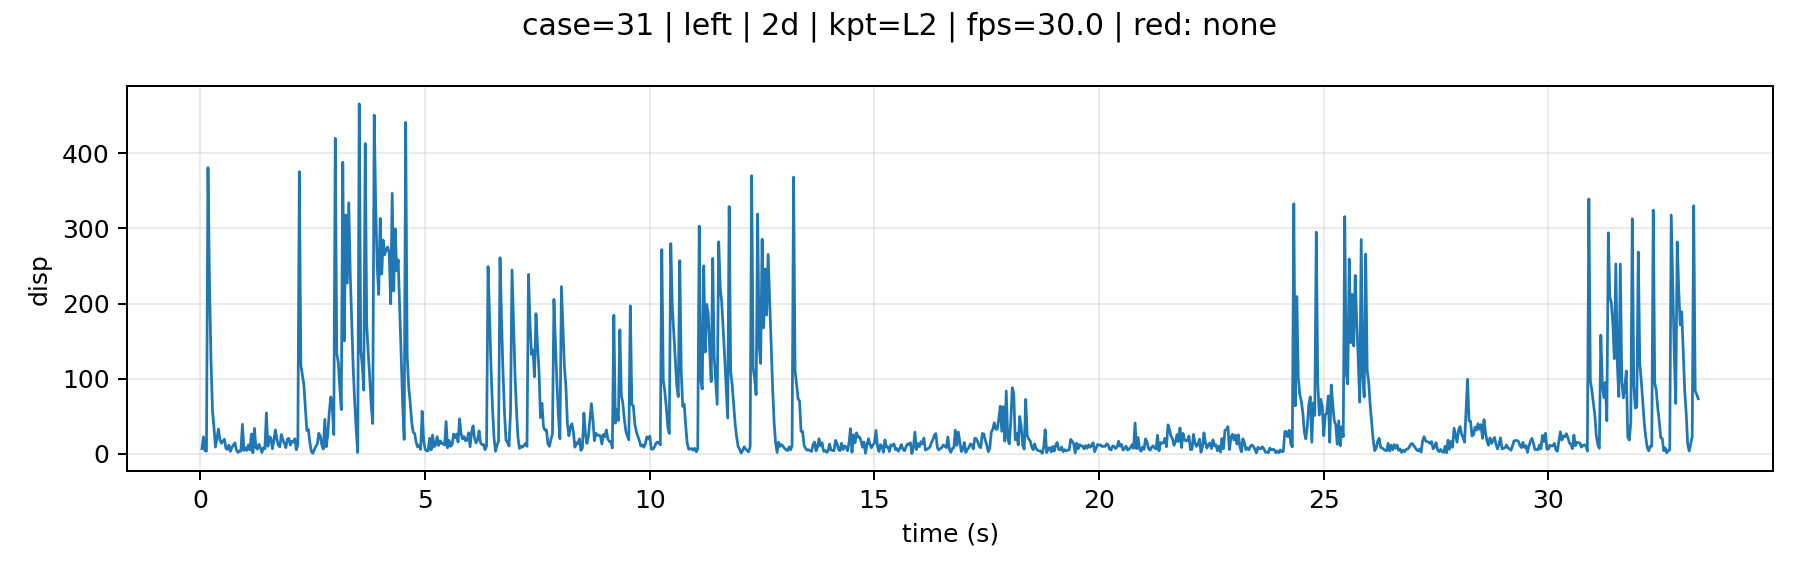 case=31 | left | 2d | kpt=L2 | fps=30.0 | red: none
disp
400
300
200
100
0
0 5 10 15 20 25 30
time (s)